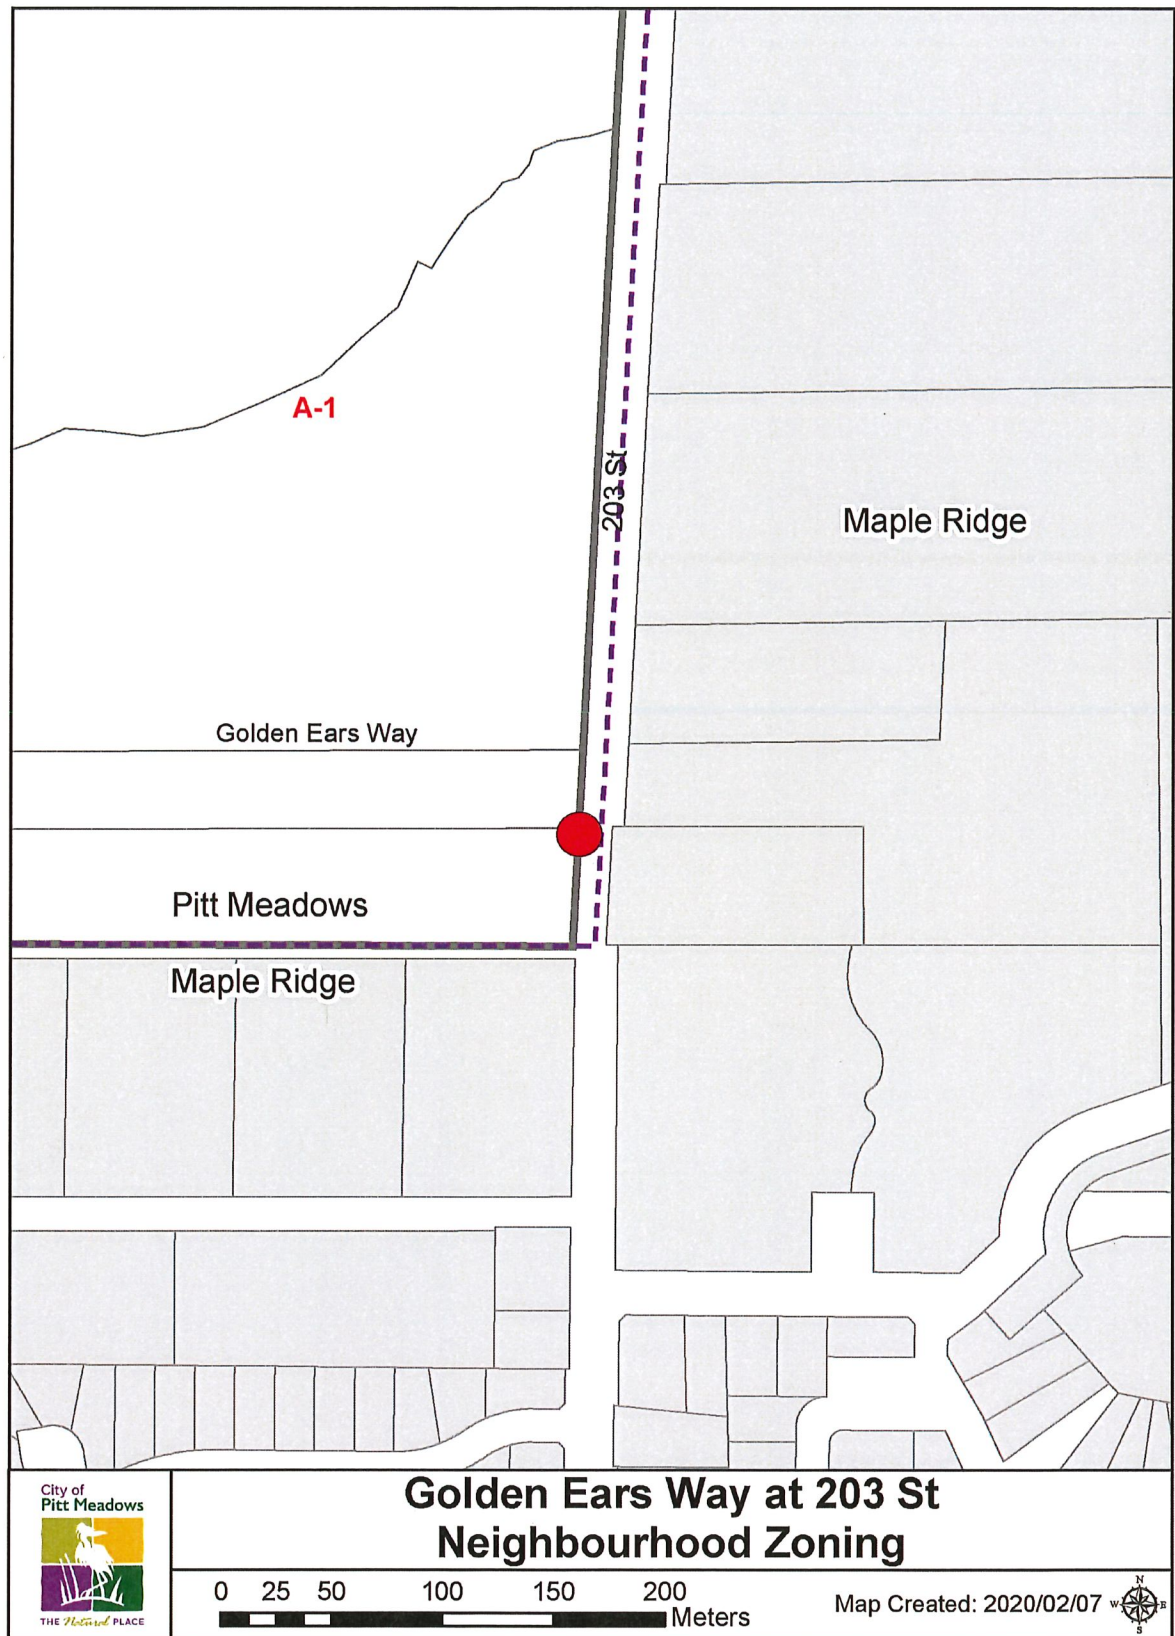 A-1
203 St
Maple Ridge
Golden Ears Way
Pitt Meadows
Maple Ridge
City of
Pitt Meadows
THE Natural PLACE
Golden Ears Way at 203 St
Neighbourhood Zoning
0 25 50 100 150 200
Meters
Map Created: 2020/02/07
N
W E
S